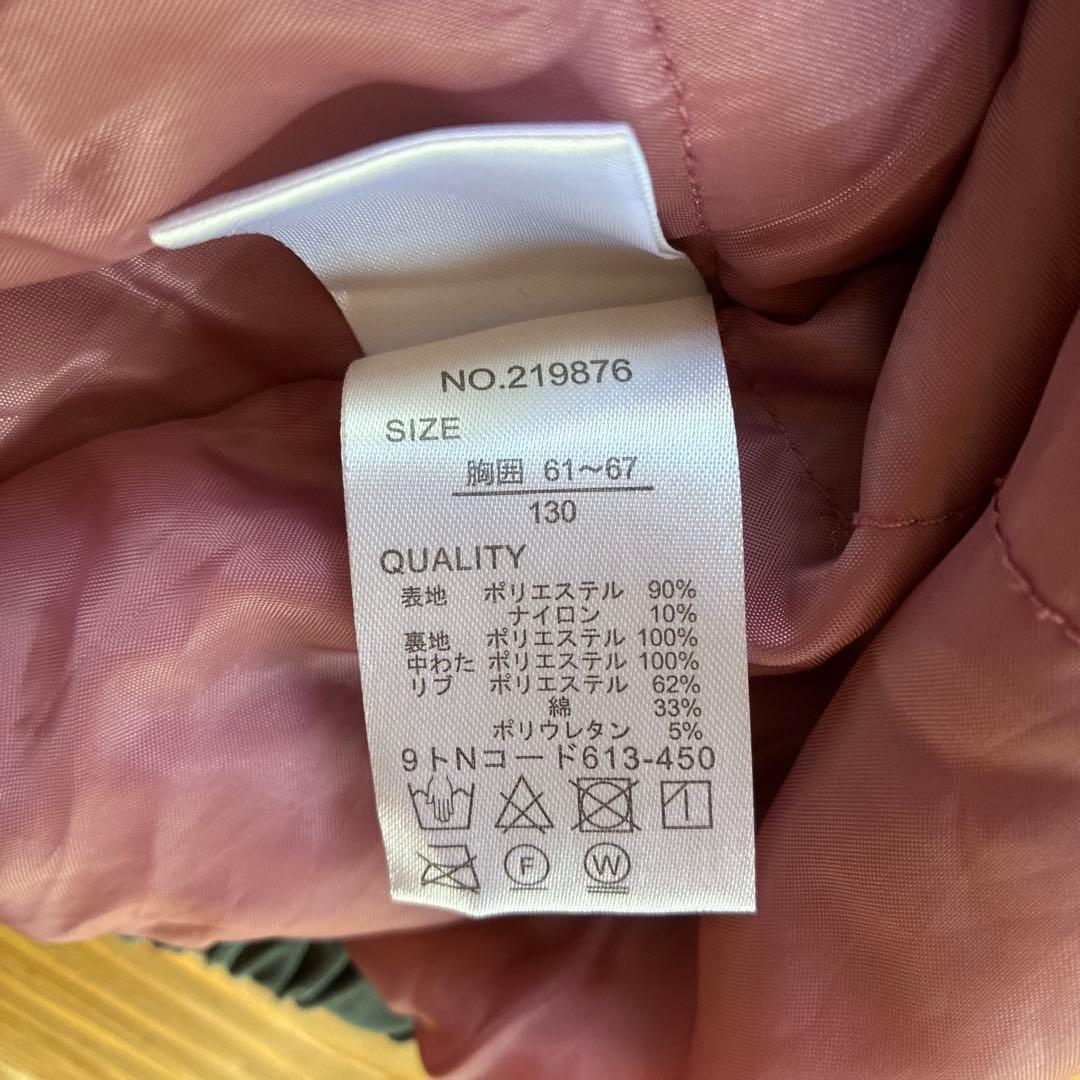 NO.219876
SIZE
胸囲 61〜67
130
QUALITY
表地 ポリエステル 90%
ナイロン 10%
裏地 ポリエステル 100%
中わた ポリエステル 100%
リブ ポリエステル 62%
綿 33%
ポリウレタン 5%
9トNコード613-450
F W